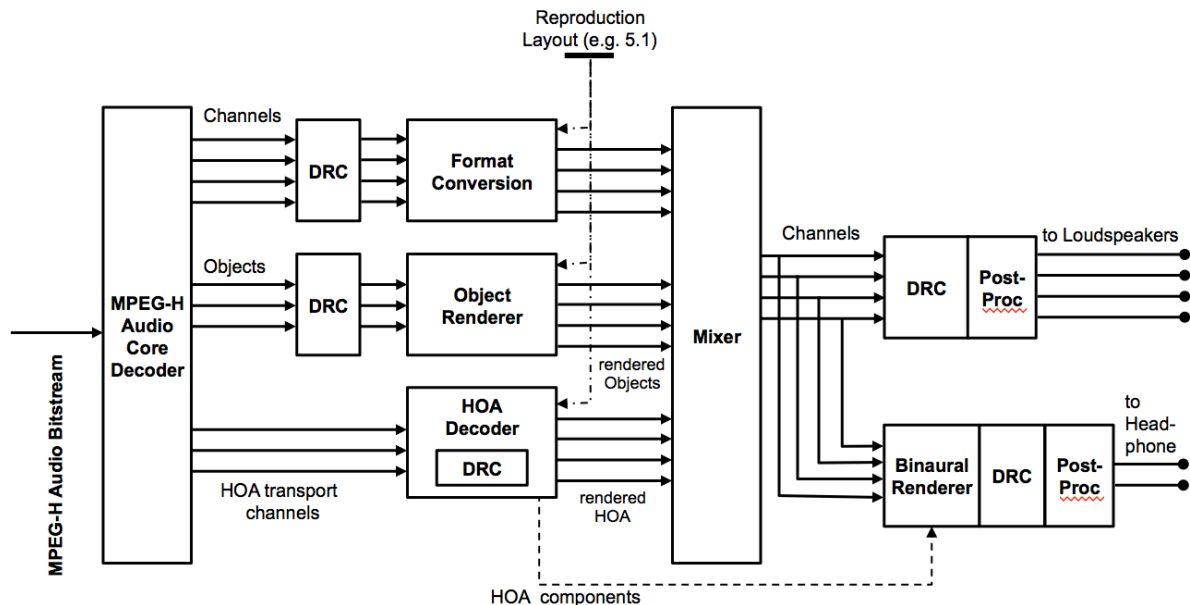 Reproduction
Layout (e.g. 5.1)
Channels
DRC
Format
Conversion
Objects
DRC
Object
Renderer
rendered
Objects
MPEG-H
Audio
Core
Decoder
MPEG-H Audio Bitstream
HOA
Decoder
DRC
HOA transport
channels
rendered
HOA
HOA components
Mixer
Channels
DRC
Post-
Proc
to Loudspeakers
Binaural
Renderer
DRC
Post-
Proc
to
Head-
phone